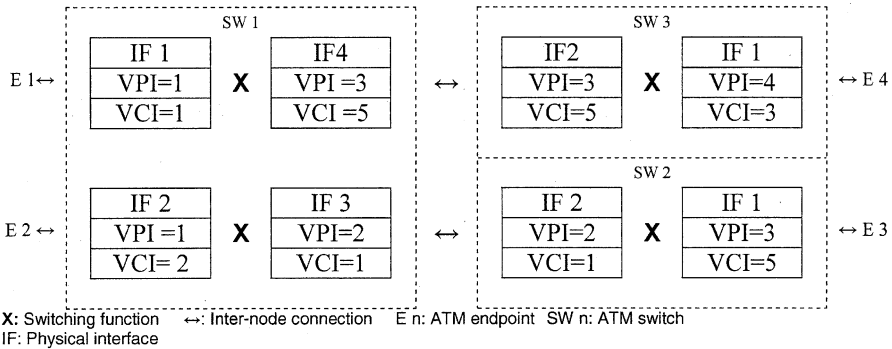 SW 1
SW 3
IF 1
IF4
IF2
IF 1
E 1↔
VPI=1
X
VPI =3
↔
VPI=3
X
VPI=4
↔ E 4
VCI=1
VCI =5
VCI=5
VCI=3
SW 2
IF 2
IF 3
IF 2
IF 1
E 2↔
VPI =1
X
VPI=2
↔
VPI=2
X
VPI=3
↔ E 3
VCI= 2
VCI=1
VCI=1
VCI=5
X: Switching function ↔: Inter-node connection E n: ATM endpoint SW n: ATM switch
IF: Physical interface